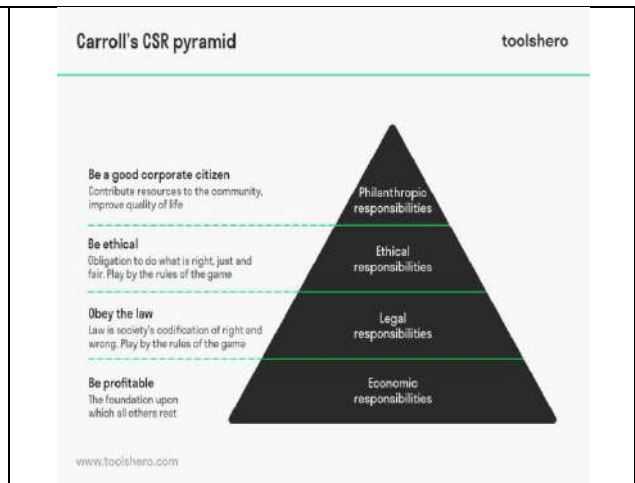 Carroll's CSR pyramid
toolshero
Be a good corporate citizen
Contribute resources to the community,
improve quality of life
Philanthropic
responsibilities
Be ethical
Obligation to do what is right, just and
fair. Play by the rules of the game
Ethical
responsibilities
Obey the law
Law is society's codification of right and
wrong. Play by the rules of the game
Legal
responsibilities
Be profitable
The foundation upon
which all others rest
Economic
responsibilities
www.toolshero.com